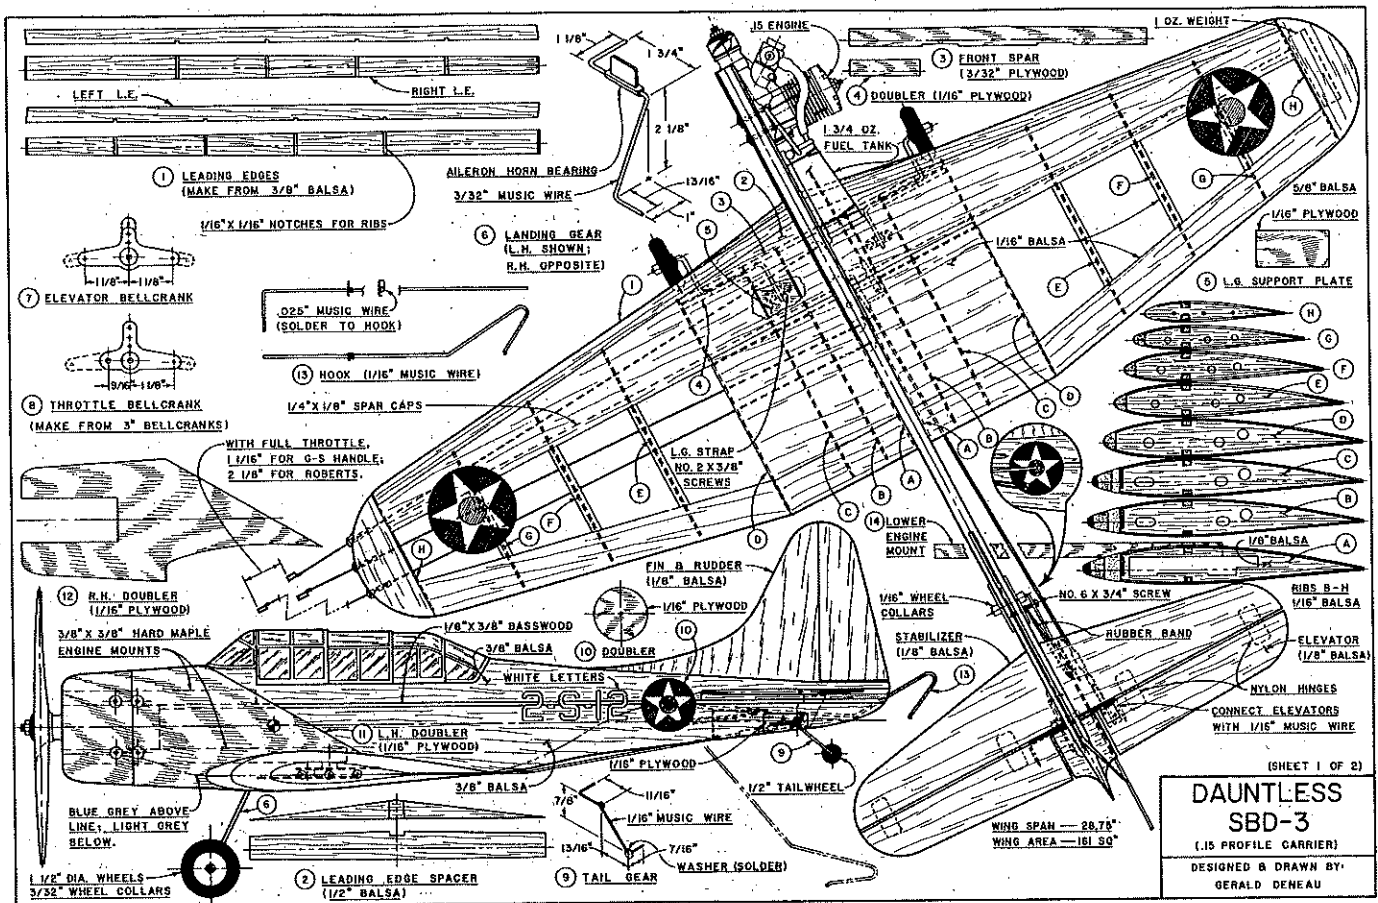 1 1/8"
1 3/4"
.15 ENGINE
1 OZ. WEIGHT
3 FRONT SPAR
(3/32" PLYWOOD)
4 DOUBLER (1/16" PLYWOOD)
LEFT L.E.
RIGHT L.E.
2 1/8"
1 3/4 OZ.
FUEL TANK
H
1 LEADING EDGES
(MAKE FROM 3/8" BALSA)
AILERON HORN BEARING
3/32" MUSIC WIRE
13/16"
1"
2
3
5
F
G
5/8" BALSA
1/16" X 1/16" NOTCHES FOR RIBS
6 LANDING GEAR
(L.H. SHOWN;
R.H. OPPOSITE)
1/16" BALSA
1/16" PLYWOOD
5 L.G. SUPPORT PLATE
1 1/8"
1 1/8"
7 ELEVATOR BELLCRANK
1
E
.025" MUSIC WIRE
(SOLDER TO HOOK)
13 HOOK (1/16" MUSIC WIRE)
H
G
F
E
D
C
B
A
9/16"
1 1/8"
8 THROTTLE BELLCRANK
(MAKE FROM 3" BELLCRANKS)
1/4" X 1/8" SPAR CAPS
4
D
C
B
A
WITH FULL THROTTLE,
1 1/16" FOR G-S HANDLE;
2 1/8" FOR ROBERTS.
L.G. STRAP
NO. 2 X 3/8"
SCREWS
E
F
G
H
D
C
B
A
14 LOWER
ENGINE
MOUNT
1/8" BALSA
RIBS B-H
1/16" BALSA
12 R.H. DOUBLER
(1/16" PLYWOOD)
FIN & RUDDER
(1/8" BALSA)
1/16" WHEEL
COLLARS
NO. 6 X 3/4" SCREW
RUBBER BAND
3/8" X 3/8" HARD MAPLE
ENGINE MOUNTS
1/8" X 3/8" BASSWOOD
1/16" PLYWOOD
10 DOUBLER
10
3/8" BALSA
STABILIZER
(1/8" BALSA)
ELEVATOR
(1/8" BALSA)
WHITE LETTERS
2-S-12
13
NYLON HINGES
CONNECT ELEVATORS
WITH 1/16" MUSIC WIRE
11 L.H. DOUBLER
(1/16" PLYWOOD)
1/16" PLYWOOD
9
1/2" TAILWHEEL
3/8" BALSA
BLUE GREY ABOVE
LINE; LIGHT GREY
BELOW.
6
7/8"
11/16"
1/16" MUSIC WIRE
13/16"
7/16"
WASHER (SOLDER)
9 TAIL GEAR
1 1/2" DIA. WHEELS
3/32" WHEEL COLLARS
2 LEADING EDGE SPACER
(1/2" BALSA)
WING SPAN — 28.75"
WING AREA — 161 SQ"
(SHEET 1 OF 2)
DAUNTLESS
SBD-3
(.15 PROFILE CARRIER)
DESIGNED & DRAWN BY:
GERALD DENEAU